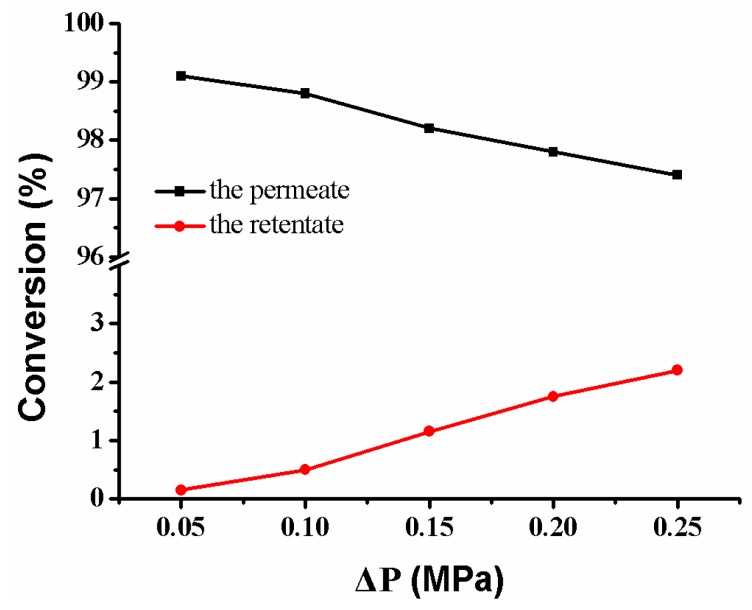 100
99
98
97
96
3
2
1
0
Conversion (%)
the permeate
the retentate
0.05 0.10 0.15 0.20 0.25
ΔP (MPa)